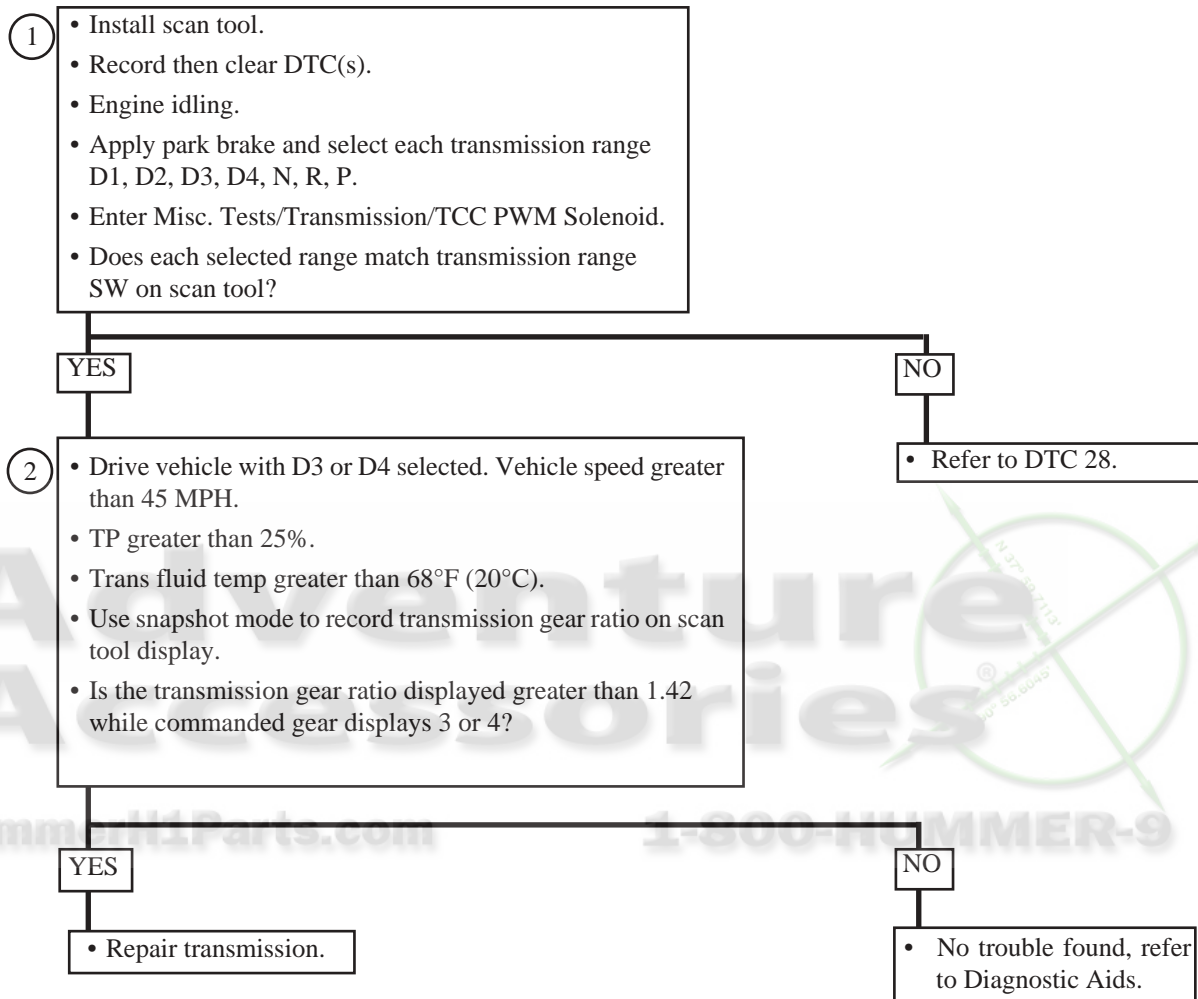 1
• Install scan tool.
• Record then clear DTC(s).
• Engine idling.
• Apply park brake and select each transmission range
D1, D2, D3, D4, N, R, P.
• Enter Misc. Tests/Transmission/TCC PWM Solenoid.
• Does each selected range match transmission range
SW on scan tool?
YES
NO
2
• Drive vehicle with D3 or D4 selected. Vehicle speed greater
than 45 MPH.
• TP greater than 25%.
• Trans fluid temp greater than 68°F (20°C).
• Use snapshot mode to record transmission gear ratio on scan
tool display.
• Is the transmission gear ratio displayed greater than 1.42
while commanded gear displays 3 or 4?
• Refer to DTC 28.
Adventure
Accessories®
mmerH1Parts.com
1-800-HUMMER-9
YES
NO
• Repair transmission.
• No trouble found, refer
to Diagnostic Aids.